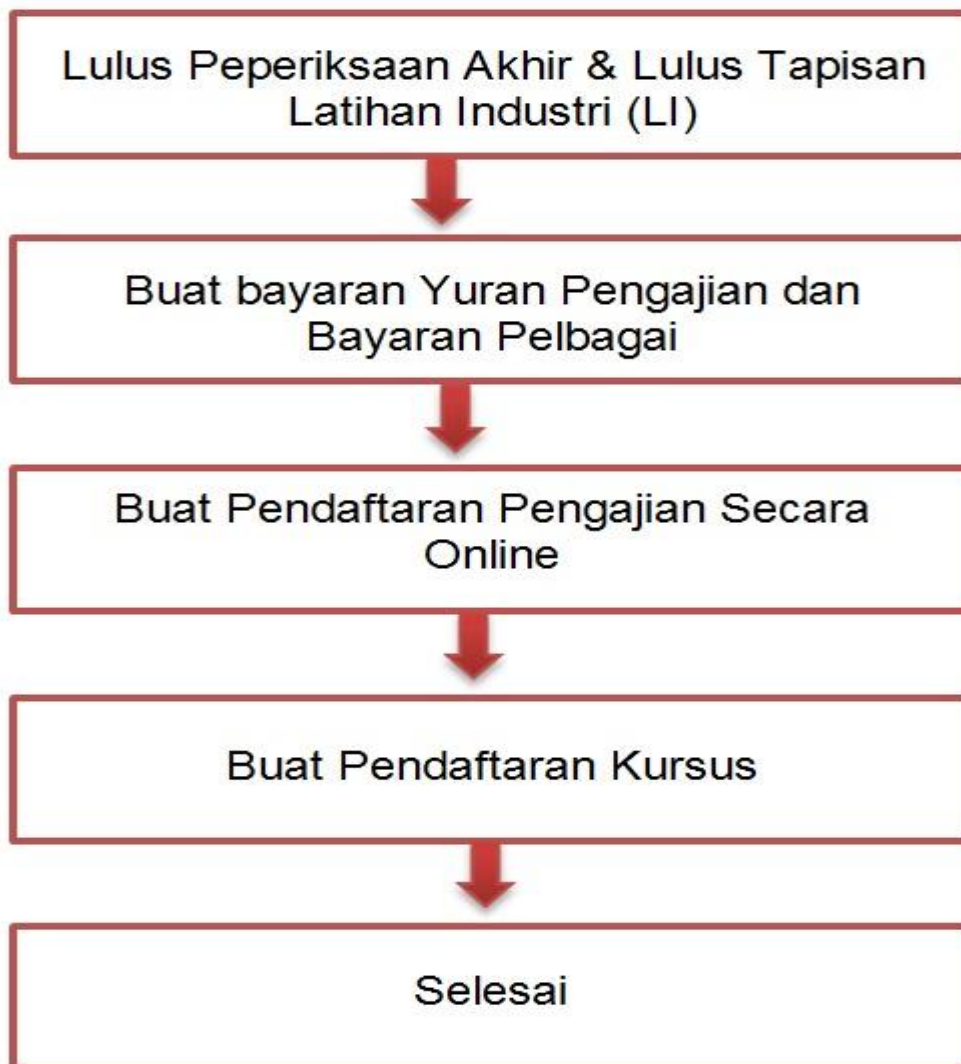 Lulus Peperiksaan Akhir & Lulus Tapisan
Latihan Industri (LI)
Buat bayaran Yuran Pengajian dan
Bayaran Pelbagai
Buat Pendaftaran Pengajian Secara
Online
Buat Pendaftaran Kursus
Selesai